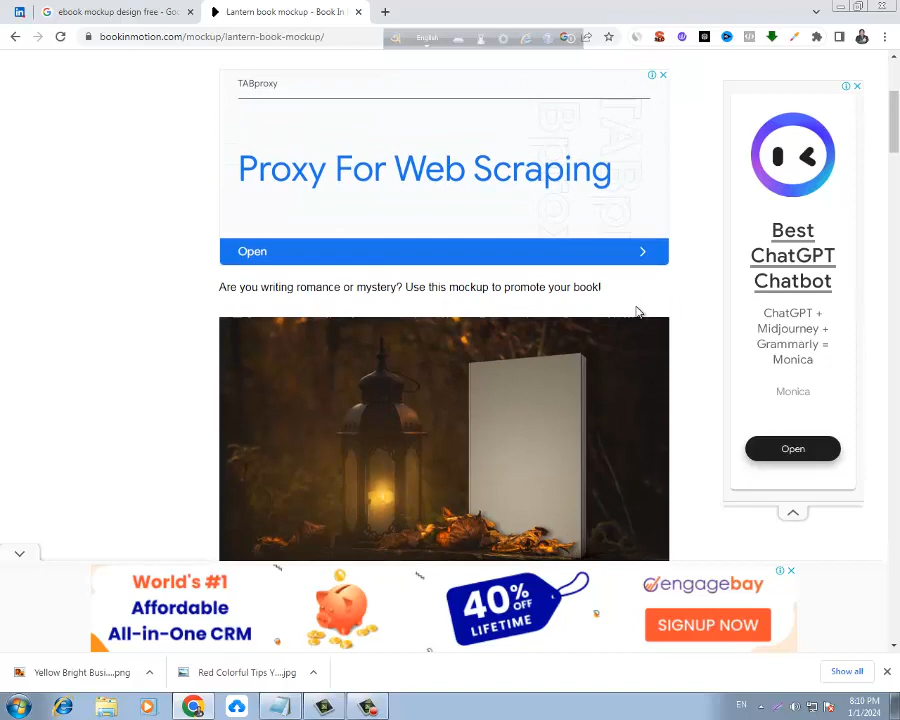 ebook mockup design free - Goo
Lantern book mockup - Book In
bookinmotion.com/mockup/lantern-book-mockup/
English
TABproxy
Proxy For Web Scraping
Open
Are you writing romance or mystery? Use this mockup to promote your book!
Best
ChatGPT
Chatbot
ChatGPT +
Midjourney +
Grammarly =
Monica
Monica
Open
World's #1
Affordable
All-in-One CRM
40% OFF
LIFETIME
engagebay
SIGNUP NOW
Yellow Bright Busi....png
Red Colorful Tips Y....jpg
Show all
EN
8:10 PM
1/1/2024